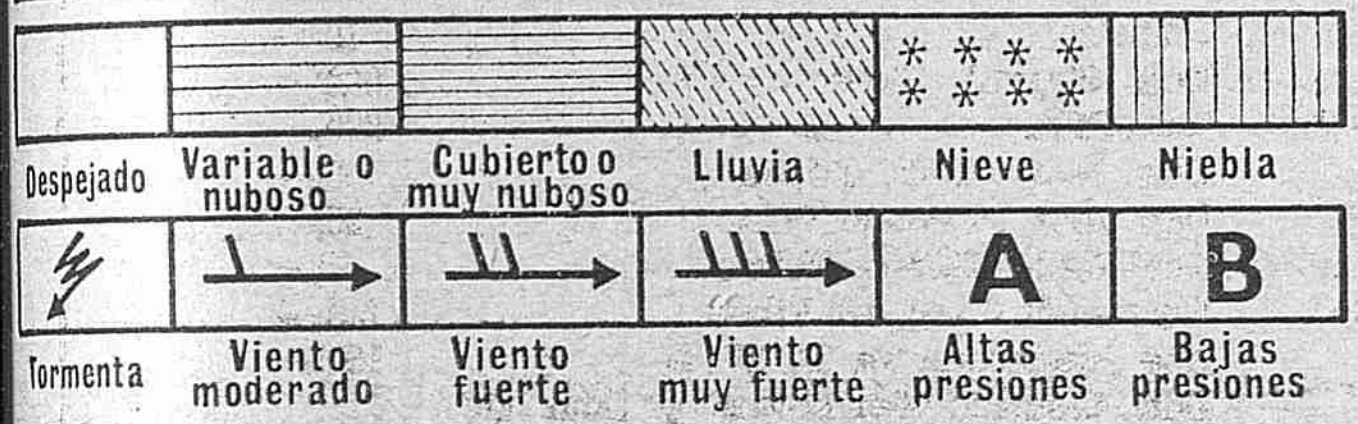 Despejado
Variable o
nuboso
Cubierto o
muy nuboso
Lluvia
Nieve
Niebla
A
B
Tormenta
Viento
moderado
Viento
fuerte
Viento
muy fuerte
Altas
presiones
Bajas
presiones